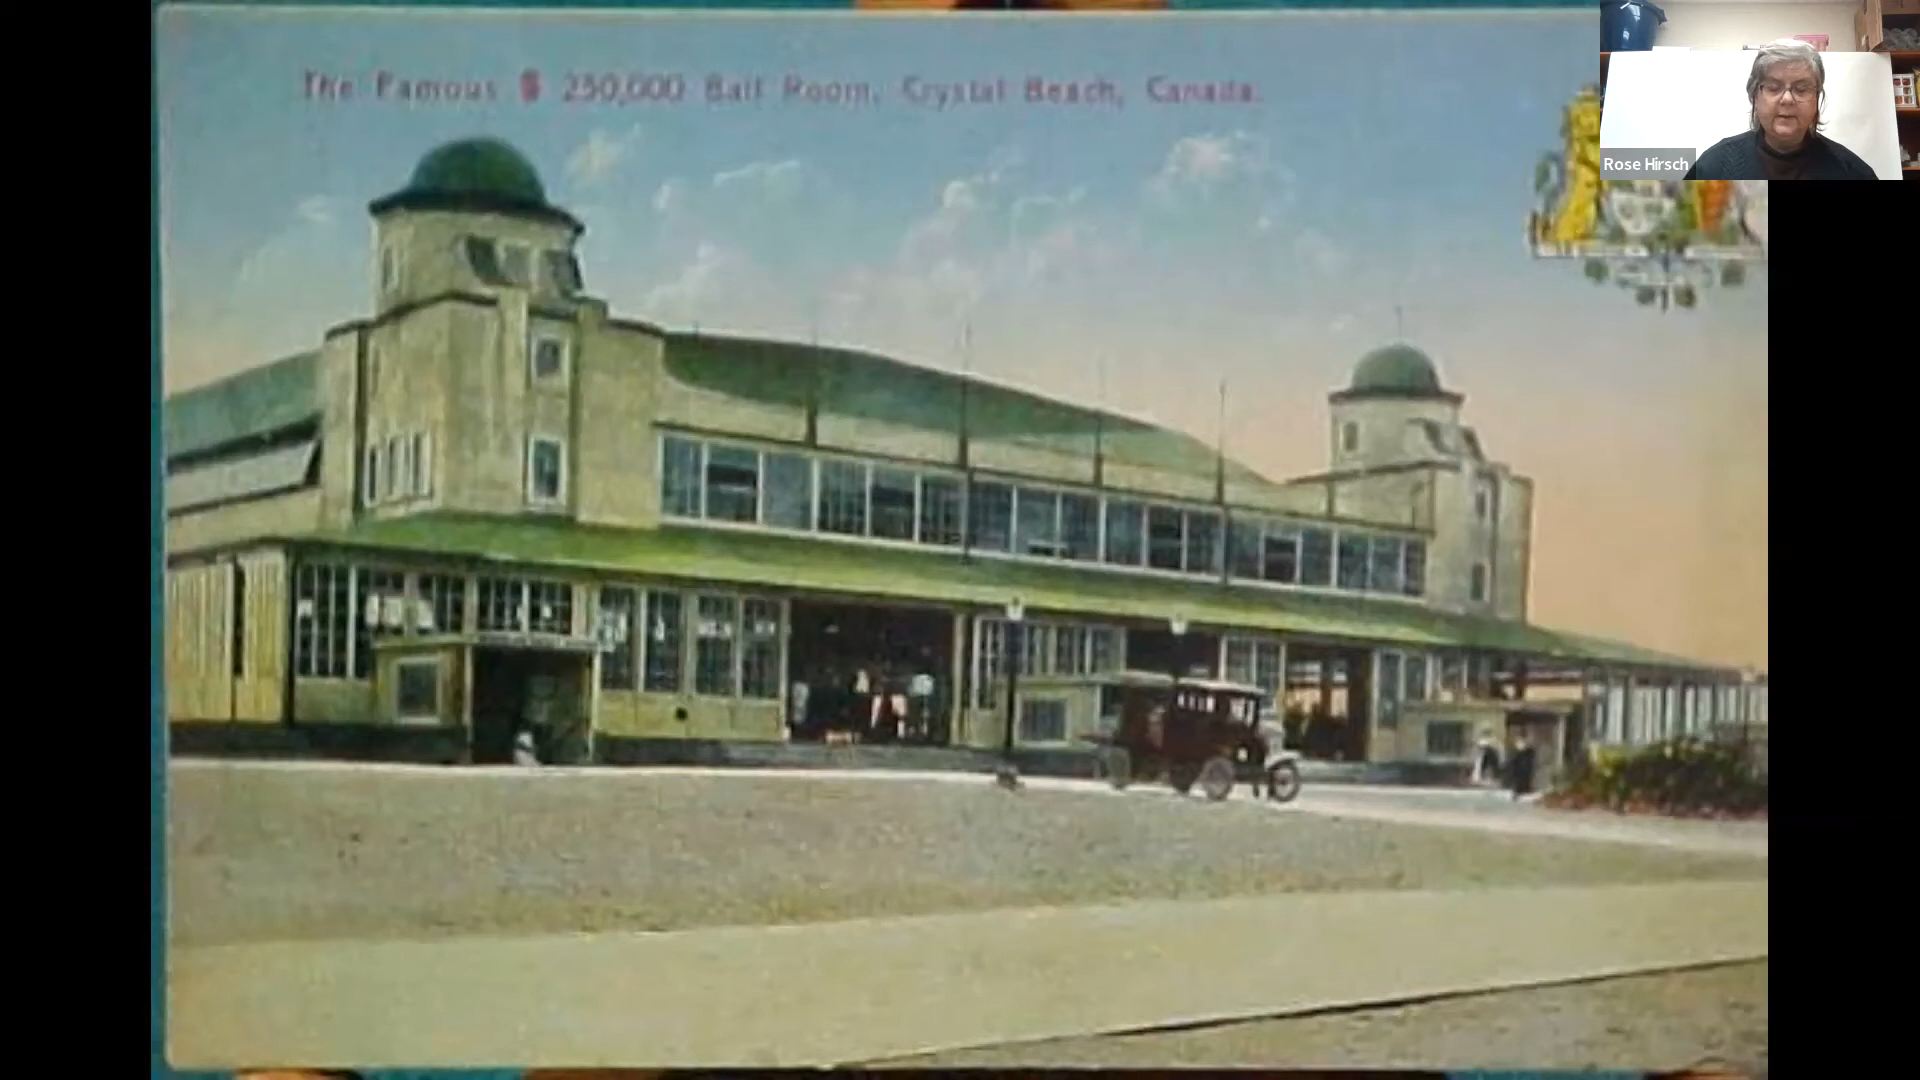 The Famous $ 250,000 Ball Room, Crystal Beach, Canada.
Rose Hirsch